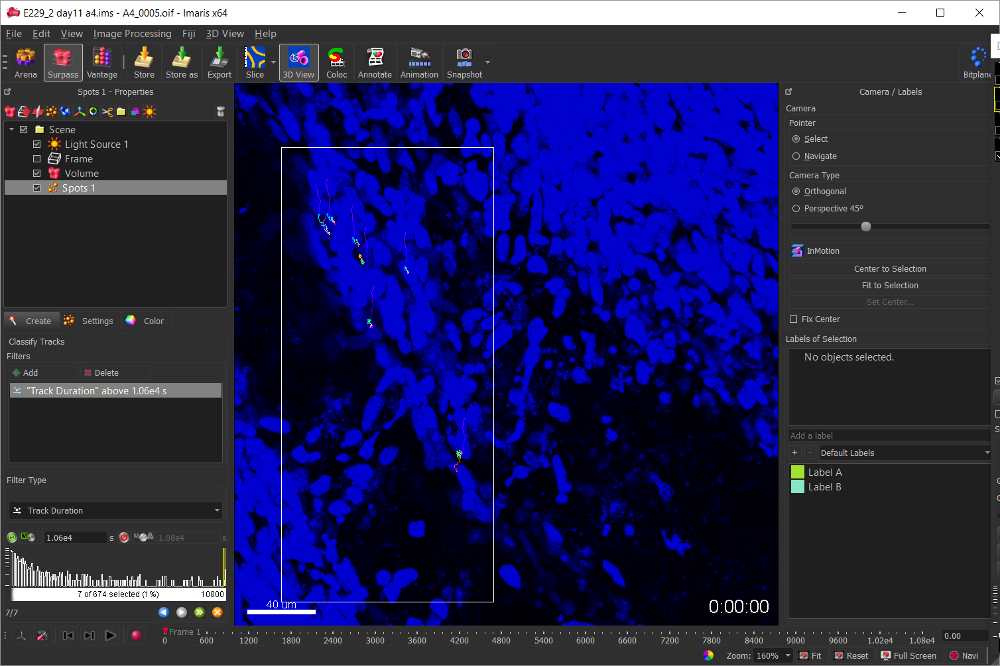 E229_2 day11 a4.ims - A4_0005.oif - Imaris x64
File Edit View Image Processing Fiji 3D View Help
Arena Surpass Vantage Store Store as Export Slice 3D View Coloc Annotate Animation Snapshot Bitplane
Spots 1 - Properties
Scene
Light Source 1
Frame
Volume
Spots 1
Create Settings Color
Classify Tracks
Filters
Add Delete
"Track Duration" above 1.06e4 s
Filter Type
Track Duration
1.06e4 s M A 1.08e4 s
7 of 674 selected (1%) 10800
7/7
40 um
0:00:00
Camera / Labels
Camera
Pointer
Select
Navigate
Camera Type
Orthogonal
Perspective 45º
InMotion
Center to Selection
Fit to Selection
Set Center...
Fix Center
Labels of Selection
No objects selected.
Add a label
+ - Default Labels
Label A
Label B
Frame 1
0 600 1200 1800 2400 3000 3600 4200 4800 5400 6000 6600 7200 7800 8400 9000 9600 1.02e4 1.08e4 0.00
Zoom: 160% Fit Reset Full Screen Navi